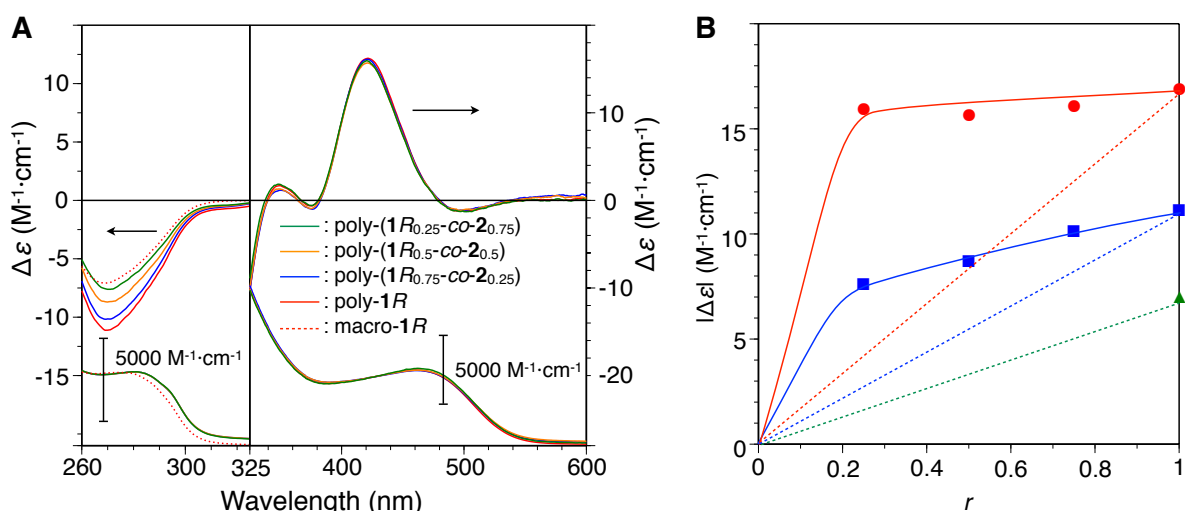 A
B
Δε (M⁻¹·cm⁻¹)
10
5
0
-5
-10
-15
260
300
325
400
500
600
Wavelength (nm)
10
0
-10
-20
Δε (M⁻¹·cm⁻¹)
: poly-(1R0.25-co-20.75)
: poly-(1R0.5-co-20.5)
: poly-(1R0.75-co-20.25)
: poly-1R
: macro-1R
5000 M⁻¹·cm⁻¹
5000 M⁻¹·cm⁻¹
|Δε| (M⁻¹·cm⁻¹)
15
10
5
0
0
0.2
0.4
0.6
0.8
1
r